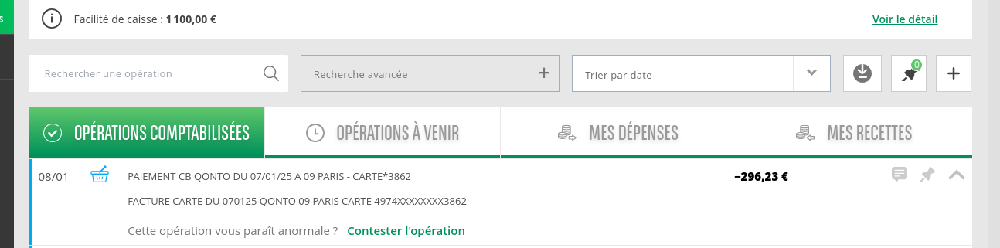 s
Facilité de caisse : 1 100,00 €
Voir le détail
Rechercher une opération
Recherche avancée
Trier par date
0
OPÉRATIONS COMPTABILISÉES
OPÉRATIONS À VENIR
MES DÉPENSES
MES RECETTES
08/01
PAIEMENT CB QONTO DU 07/01/25 A 09 PARIS - CARTE*3862
−296,23 €
FACTURE CARTE DU 070125 QONTO 09 PARIS CARTE 4974XXXXXXXX3862
Cette opération vous paraît anormale ? Contester l'opération